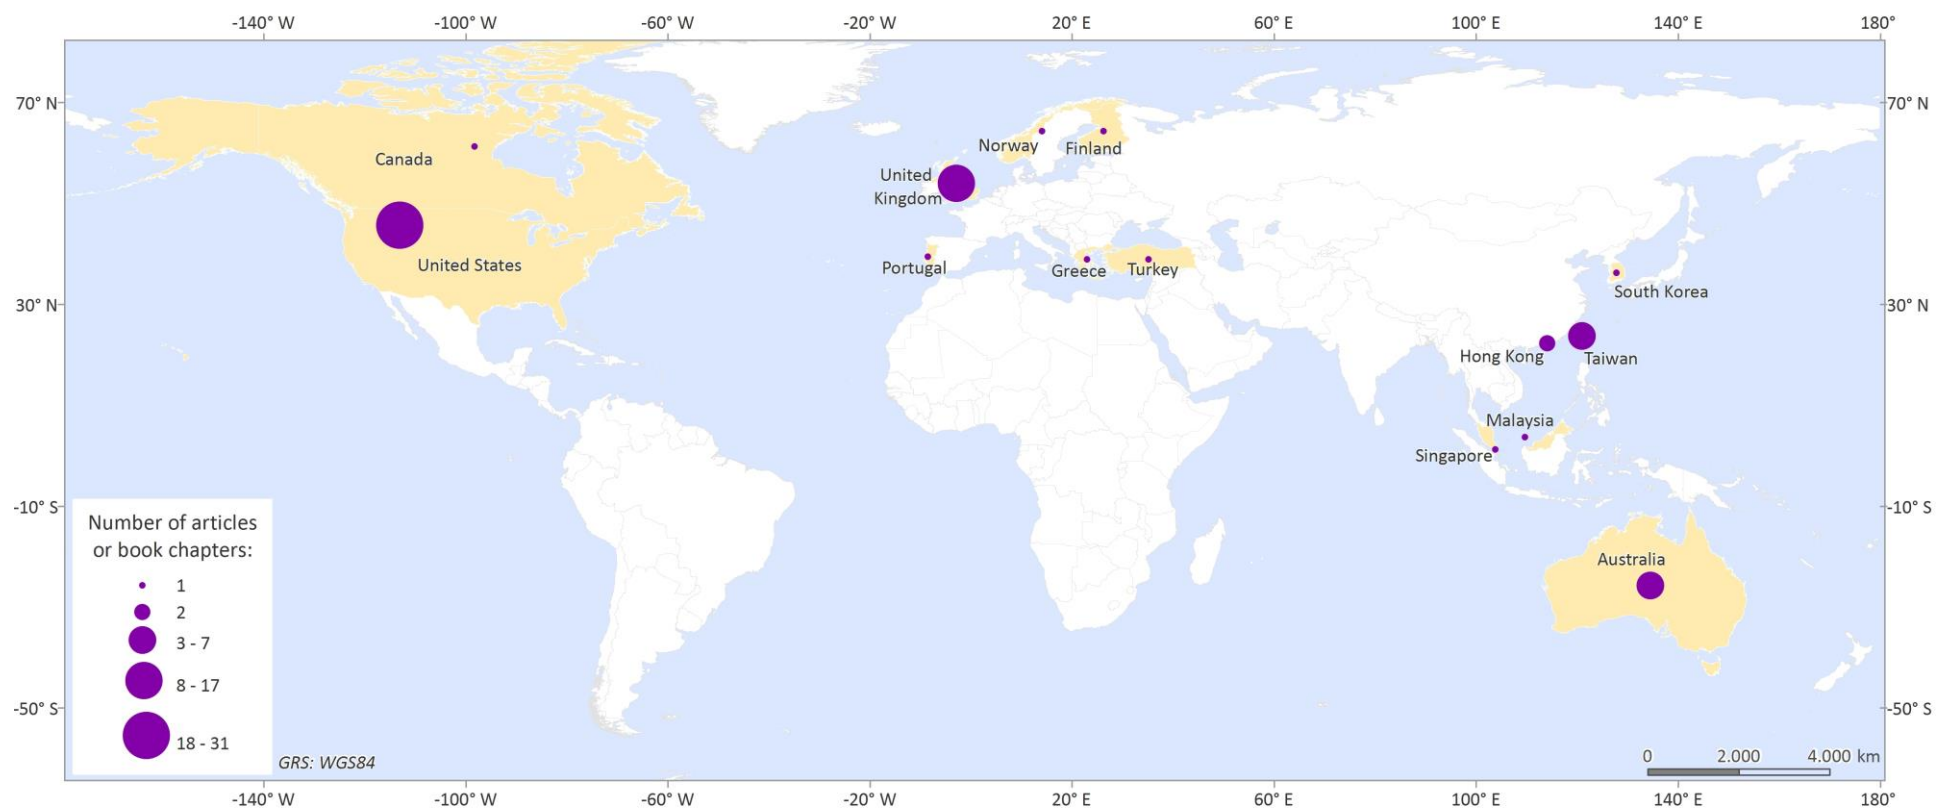 -140° W -100° W -60° W -20° W 20° E 60° E 100° E 140° E 180°
70° N 70° N
Norway Finland
Canada
United
Kingdom
United States
Portugal Greece Turkey
South Korea
30° N 30° N
Hong Kong Taiwan
Malaysia
Singapore
-10° S -10° S
Australia
Number of articles
or book chapters:
1
2
3 - 7
8 - 17
18 - 31
-50° S -50° S
GRS: WGS84
0 2.000 4.000 km
-140° W -100° W -60° W -20° W 20° E 60° E 100° E 140° E 180°